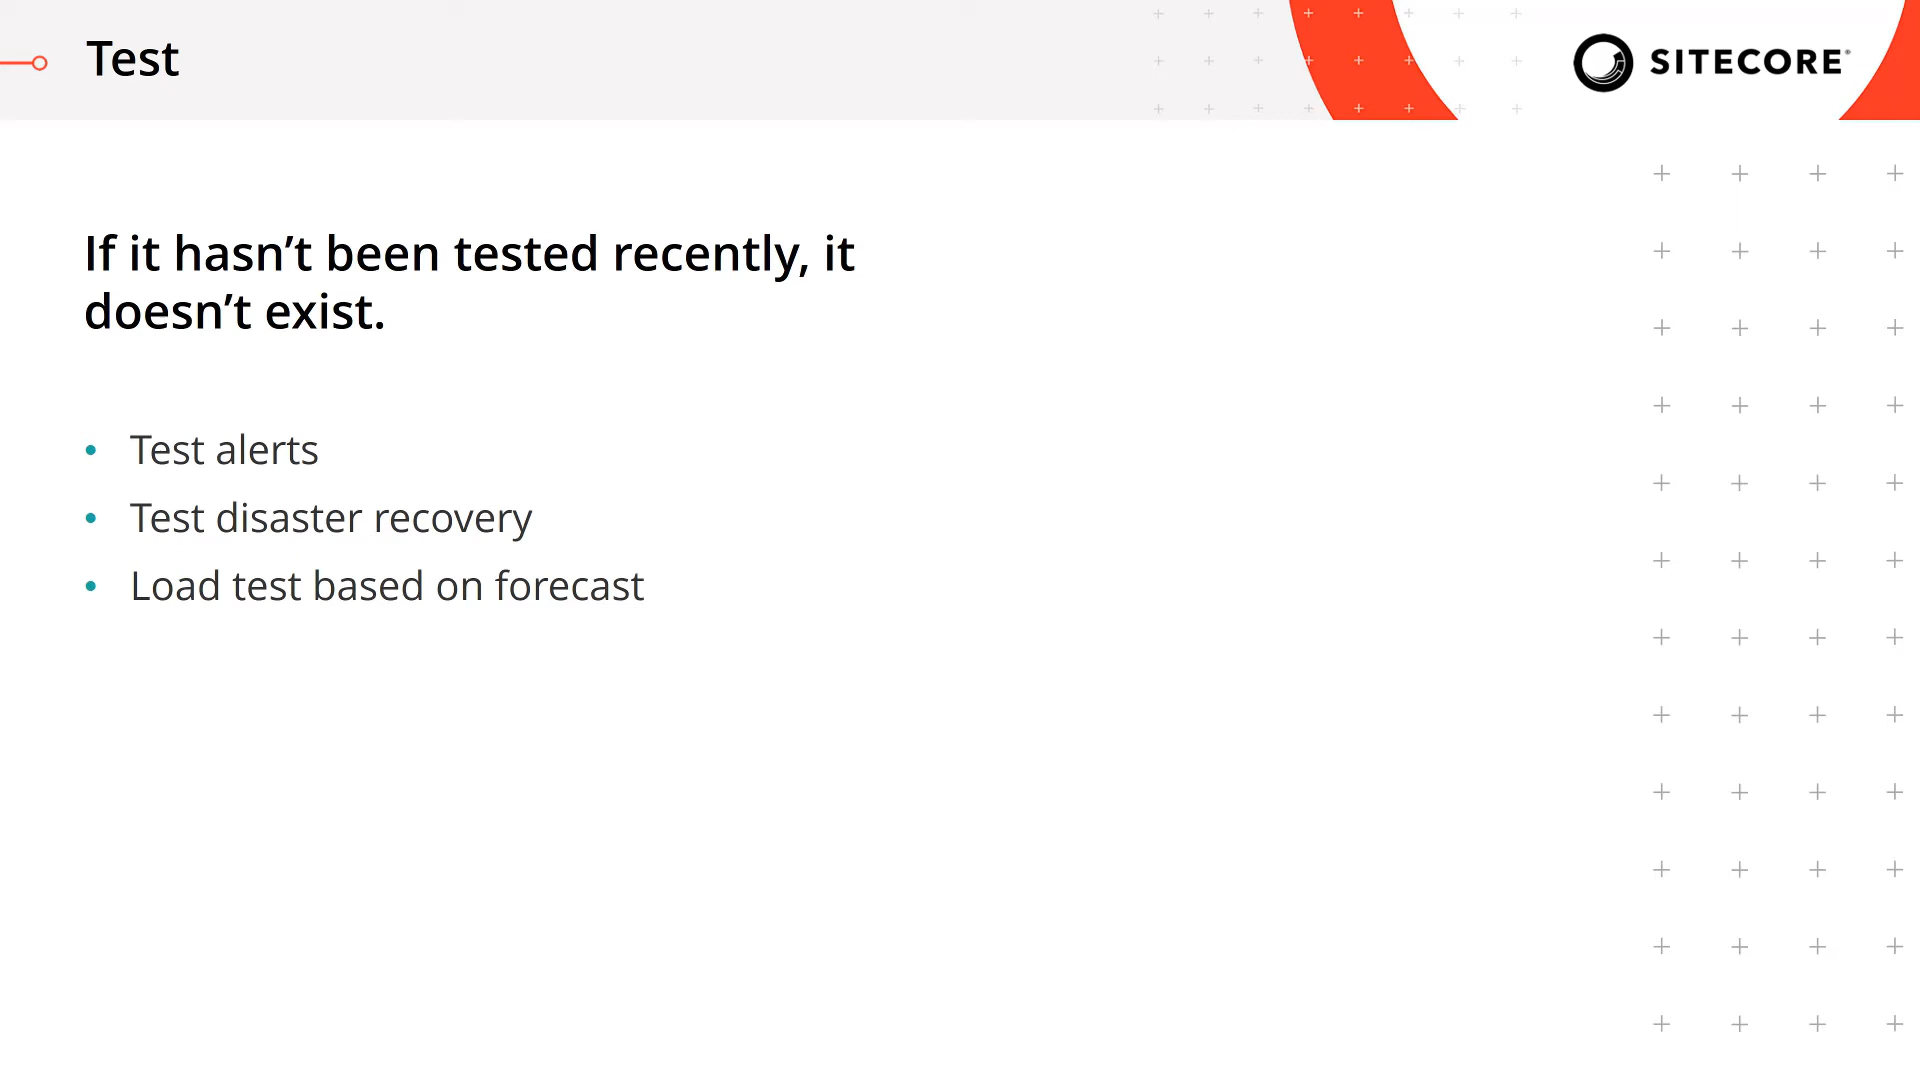 Test
SITECORE®
If it hasn’t been tested recently, it
doesn’t exist.
• Test alerts
• Test disaster recovery
• Load test based on forecast